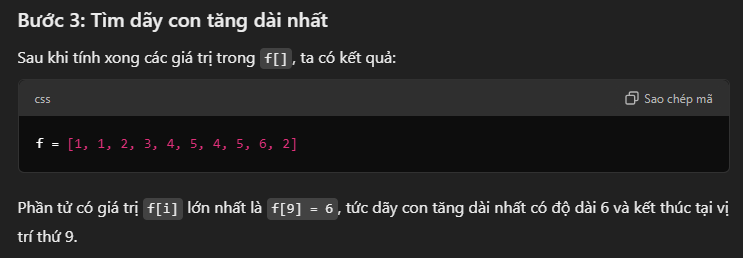 Bước 3: Tìm dãy con tăng dài nhất
Sau khi tính xong các giá trị trong f[], ta có kết quả:
css Sao chép mã
f = [1, 1, 2, 3, 4, 5, 4, 5, 6, 2]
Phần tử có giá trị f[i] lớn nhất là f[9] = 6, tức dãy con tăng dài nhất có độ dài 6 và kết thúc tại vị
trí thứ 9.